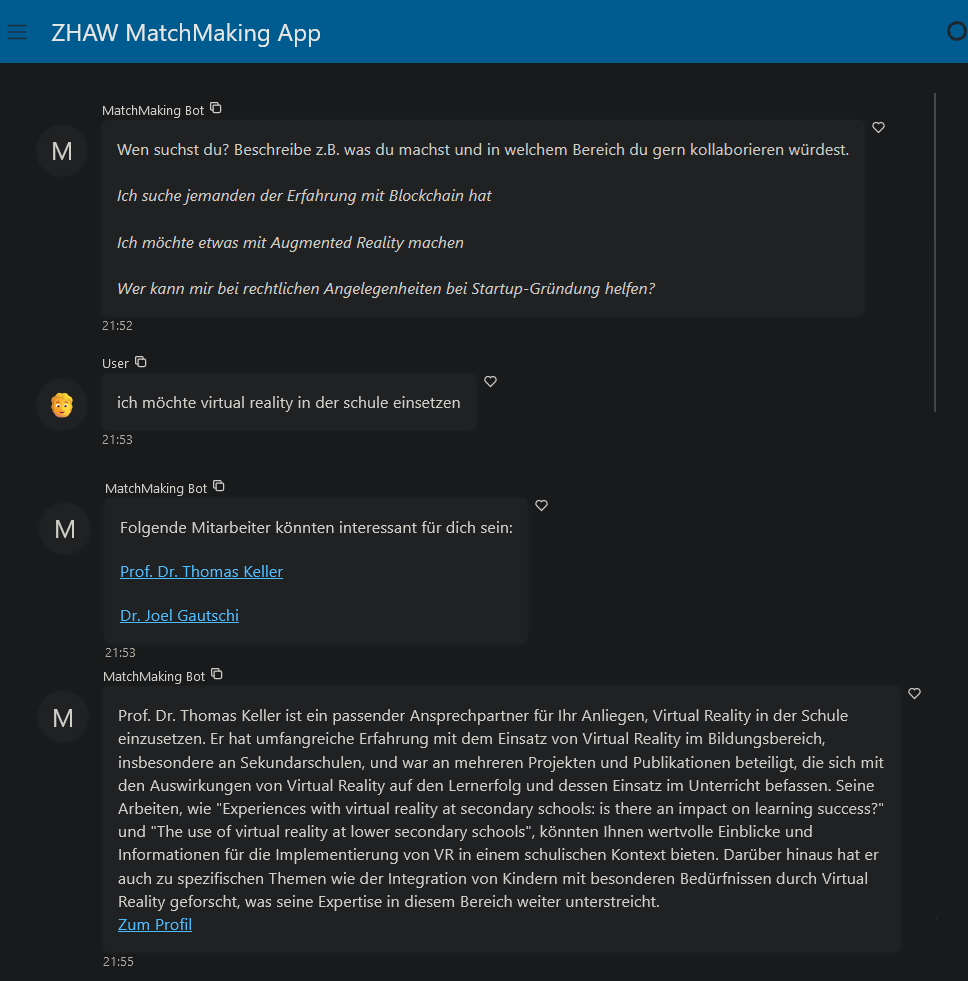 ZHAW MatchMaking App
MatchMaking Bot
M
Wen suchst du? Beschreibe z.B. was du machst und in welchem Bereich du gern kollaborieren würdest.
Ich suche jemanden der Erfahrung mit Blockchain hat
Ich möchte etwas mit Augmented Reality machen
Wer kann mir bei rechtlichen Angelegenheiten bei Startup-Gründung helfen?
21:52
User
ich möchte virtual reality in der schule einsetzen
21:53
MatchMaking Bot
M
Folgende Mitarbeiter könnten interessant für dich sein:
Prof. Dr. Thomas Keller
Dr. Joel Gautschi
21:53
MatchMaking Bot
M
Prof. Dr. Thomas Keller ist ein passender Ansprechpartner für Ihr Anliegen, Virtual Reality in der Schule
einzusetzen. Er hat umfangreiche Erfahrung mit dem Einsatz von Virtual Reality im Bildungsbereich,
insbesondere an Sekundarschulen, und war an mehreren Projekten und Publikationen beteiligt, die sich mit
den Auswirkungen von Virtual Reality auf den Lernerfolg und dessen Einsatz im Unterricht befassen. Seine
Arbeiten, wie "Experiences with virtual reality at secondary schools: is there an impact on learning success?"
und "The use of virtual reality at lower secondary schools", könnten Ihnen wertvolle Einblicke und
Informationen für die Implementierung von VR in einem schulischen Kontext bieten. Darüber hinaus hat er
auch zu spezifischen Themen wie der Integration von Kindern mit besonderen Bedürfnissen durch Virtual
Reality geforscht, was seine Expertise in diesem Bereich weiter unterstreicht.
Zum Profil
21:55